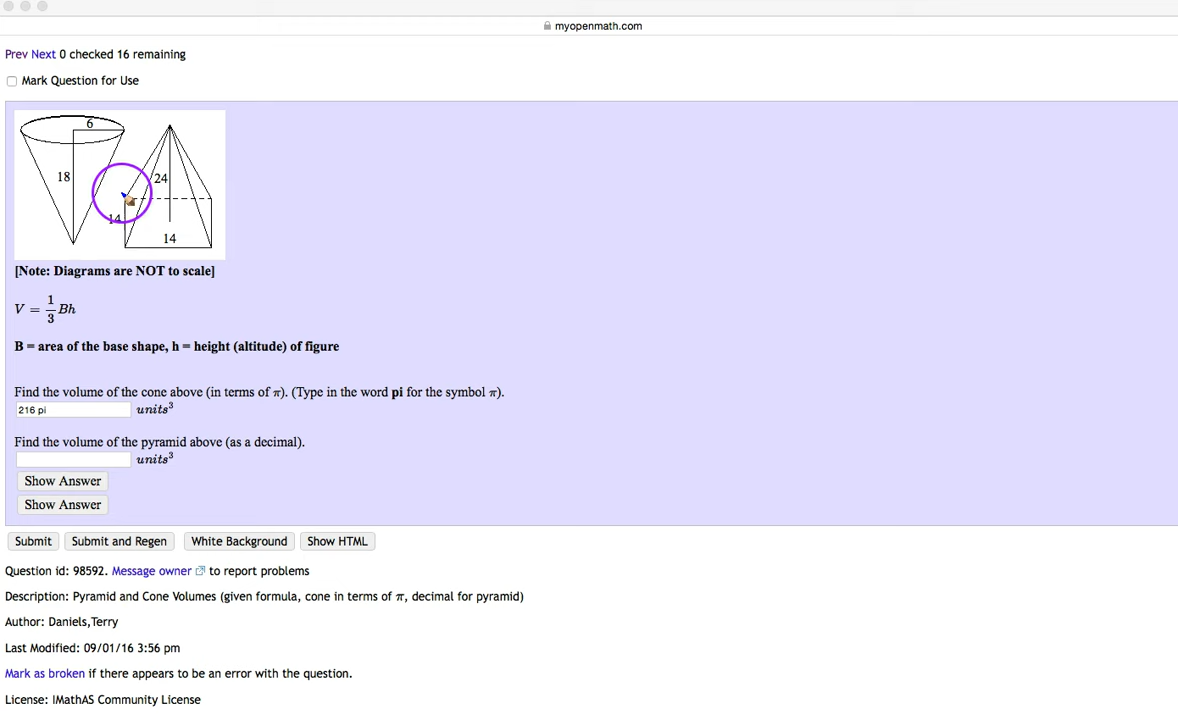 myopenmath.com
Prev Next 0 checked 16 remaining
Mark Question for Use
6
18
24
14
14
[Note: Diagrams are NOT to scale]
V = 1/3 Bh
B = area of the base shape, h = height (altitude) of figure
Find the volume of the cone above (in terms of π). (Type in the word pi for the symbol π).
216 pi units³
Find the volume of the pyramid above (as a decimal).
units³
Show Answer
Show Answer
Submit Submit and Regen White Background Show HTML
Question id: 98592. Message owner to report problems
Description: Pyramid and Cone Volumes (given formula, cone in terms of π, decimal for pyramid)
Author: Daniels,Terry
Last Modified: 09/01/16 3:56 pm
Mark as broken if there appears to be an error with the question.
License: IMathAS Community License